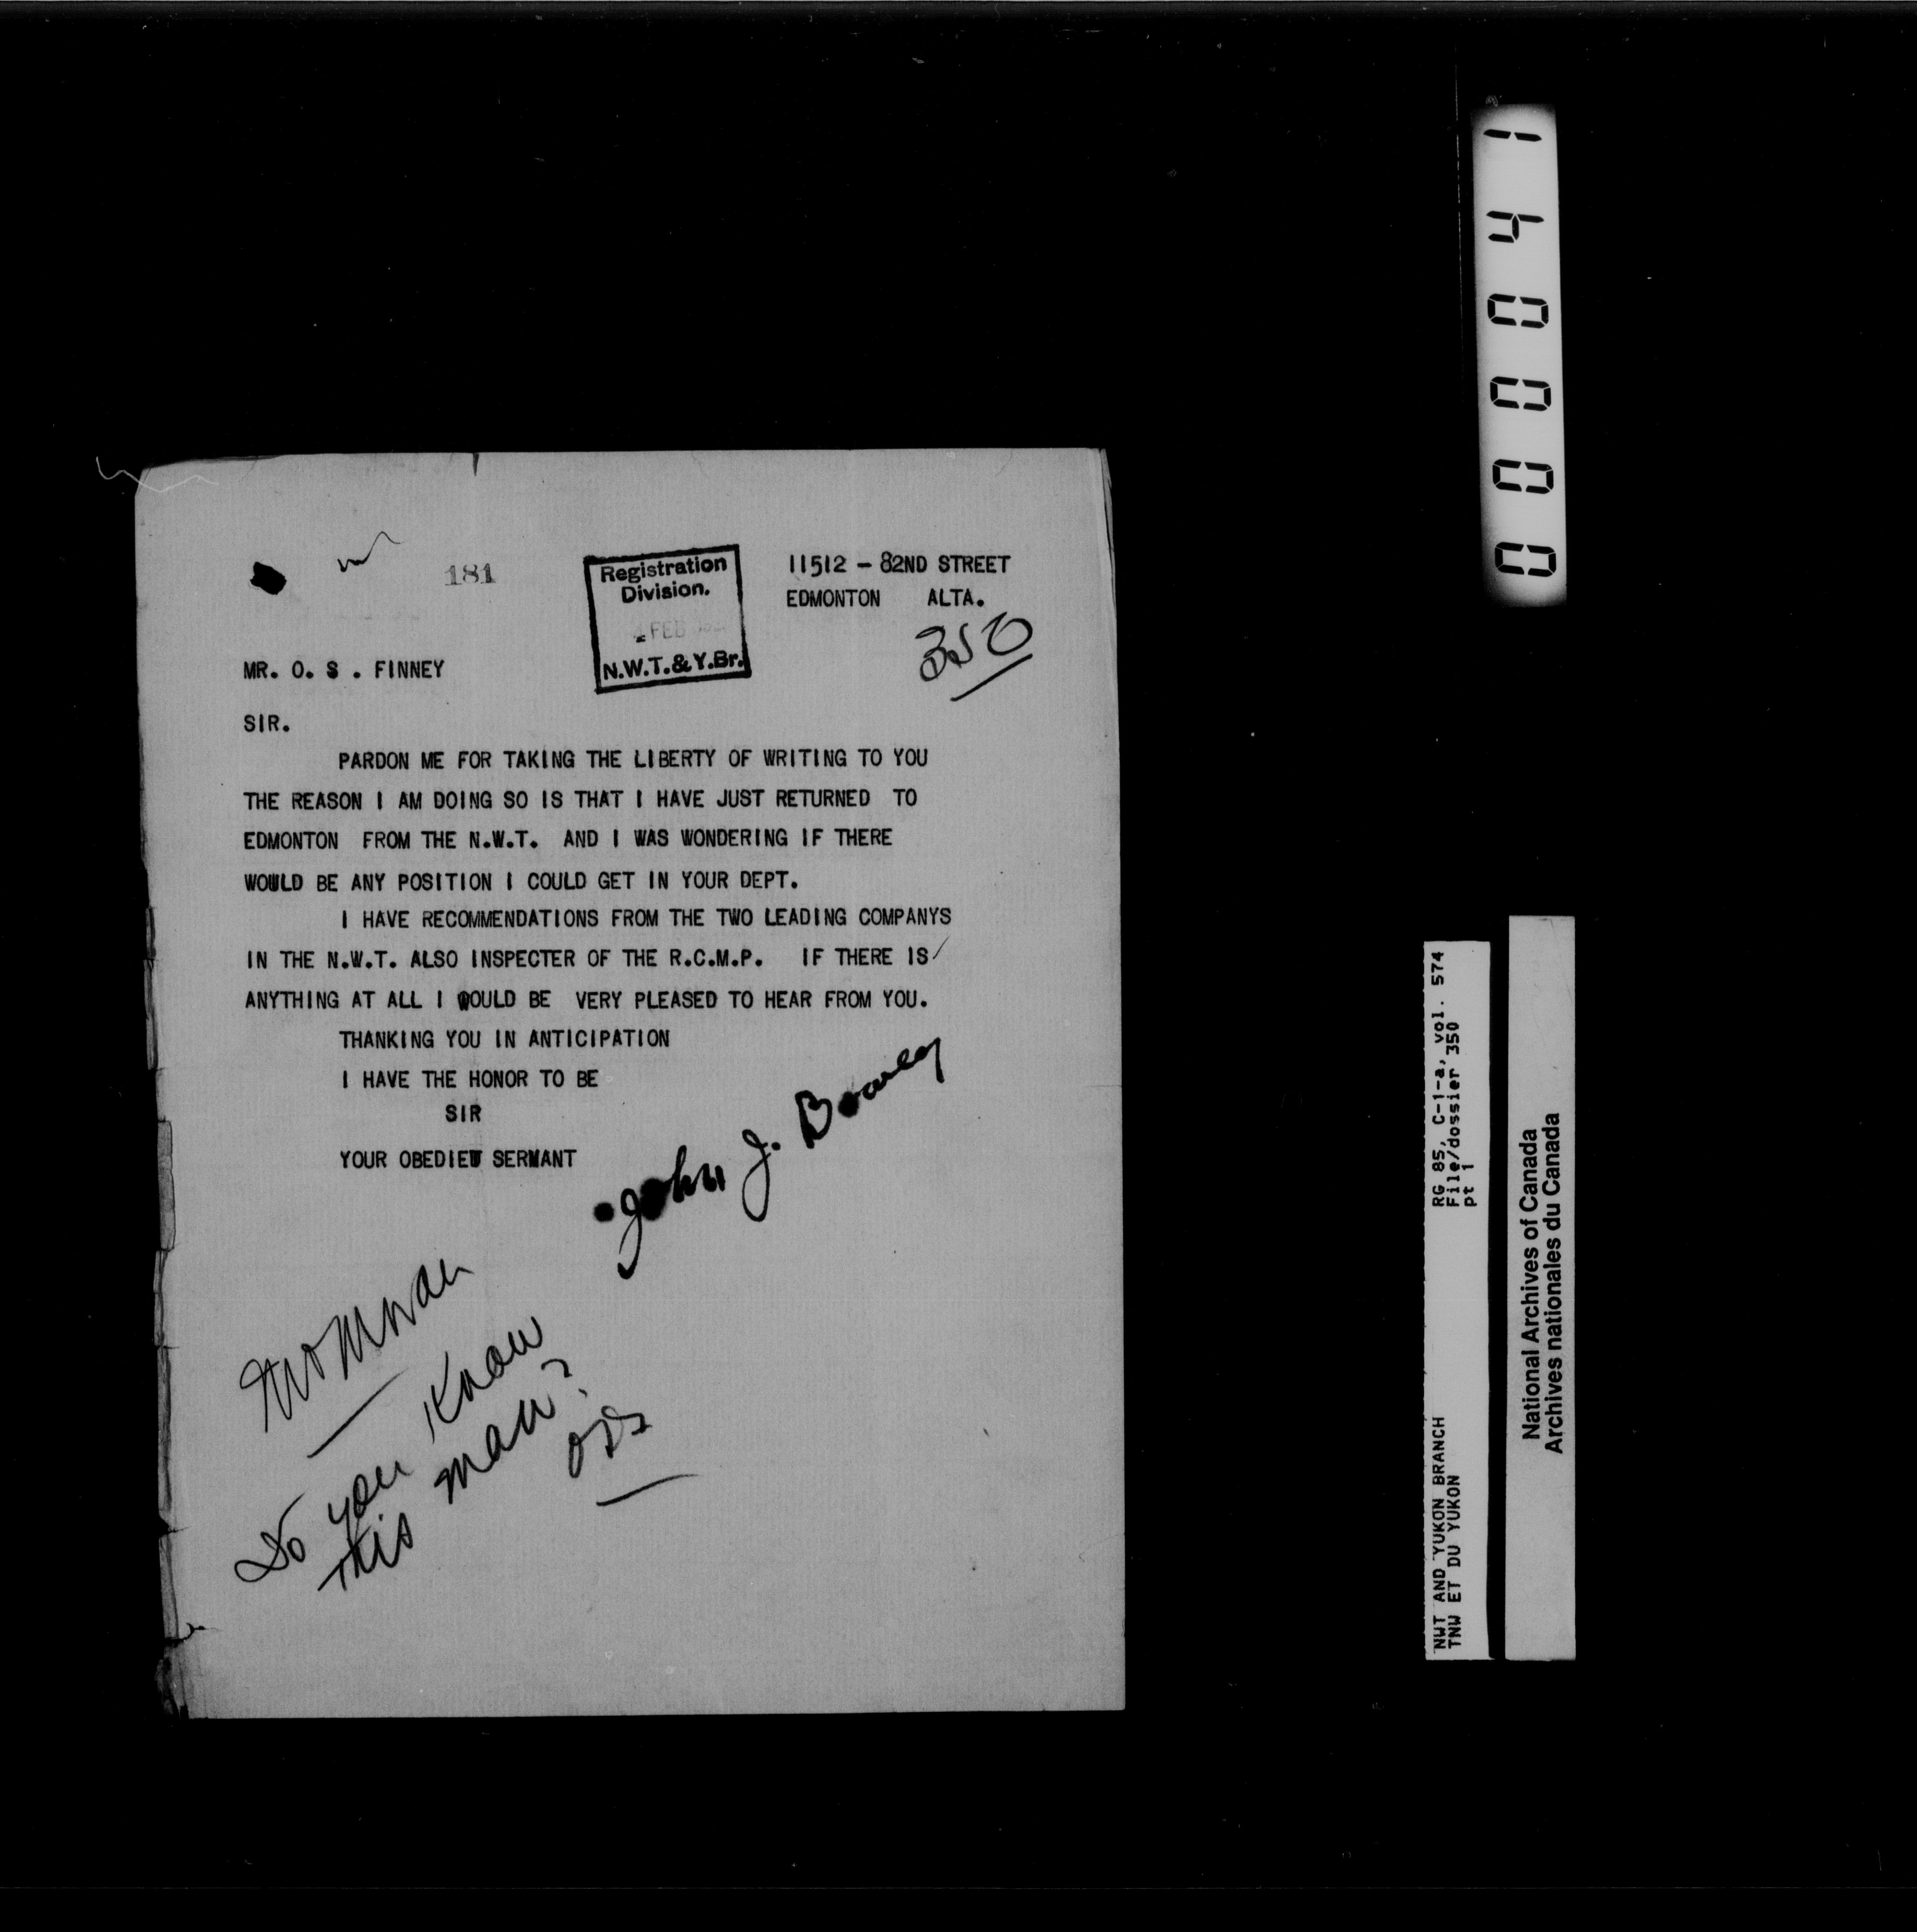 181
Registration
Division.
FEB
N.W.T.&Y.Br.
11512 - 82ND STREET
EDMONTON ALTA.
350
MR. O. S . FINNEY
SIR.
PARDON ME FOR TAKING THE LIBERTY OF WRITING TO YOU
THE REASON I AM DOING SO IS THAT I HAVE JUST RETURNED TO
EDMONTON FROM THE N.W.T. AND I WAS WONDERING IF THERE
WOULD BE ANY POSITION I COULD GET IN YOUR DEPT.
I HAVE RECOMMENDATIONS FROM THE TWO LEADING COMPANYS
IN THE N.W.T. ALSO INSPECTER OF THE R.C.M.P. IF THERE IS/
ANYTHING AT ALL I WOULD BE VERY PLEASED TO HEAR FROM YOU.
THANKING YOU IN ANTICIPATION
I HAVE THE HONOR TO BE
SIR
YOUR OBEDIET SERVANT
John J.
Do you know
this man?
OSF
000041
RG 85, C-1-a, vol. 574
File/dossier 350
pt 1
NWT AND YUKON BRANCH
TNW ET DU YUKON
National Archives of Canada
Archives nationales du Canada